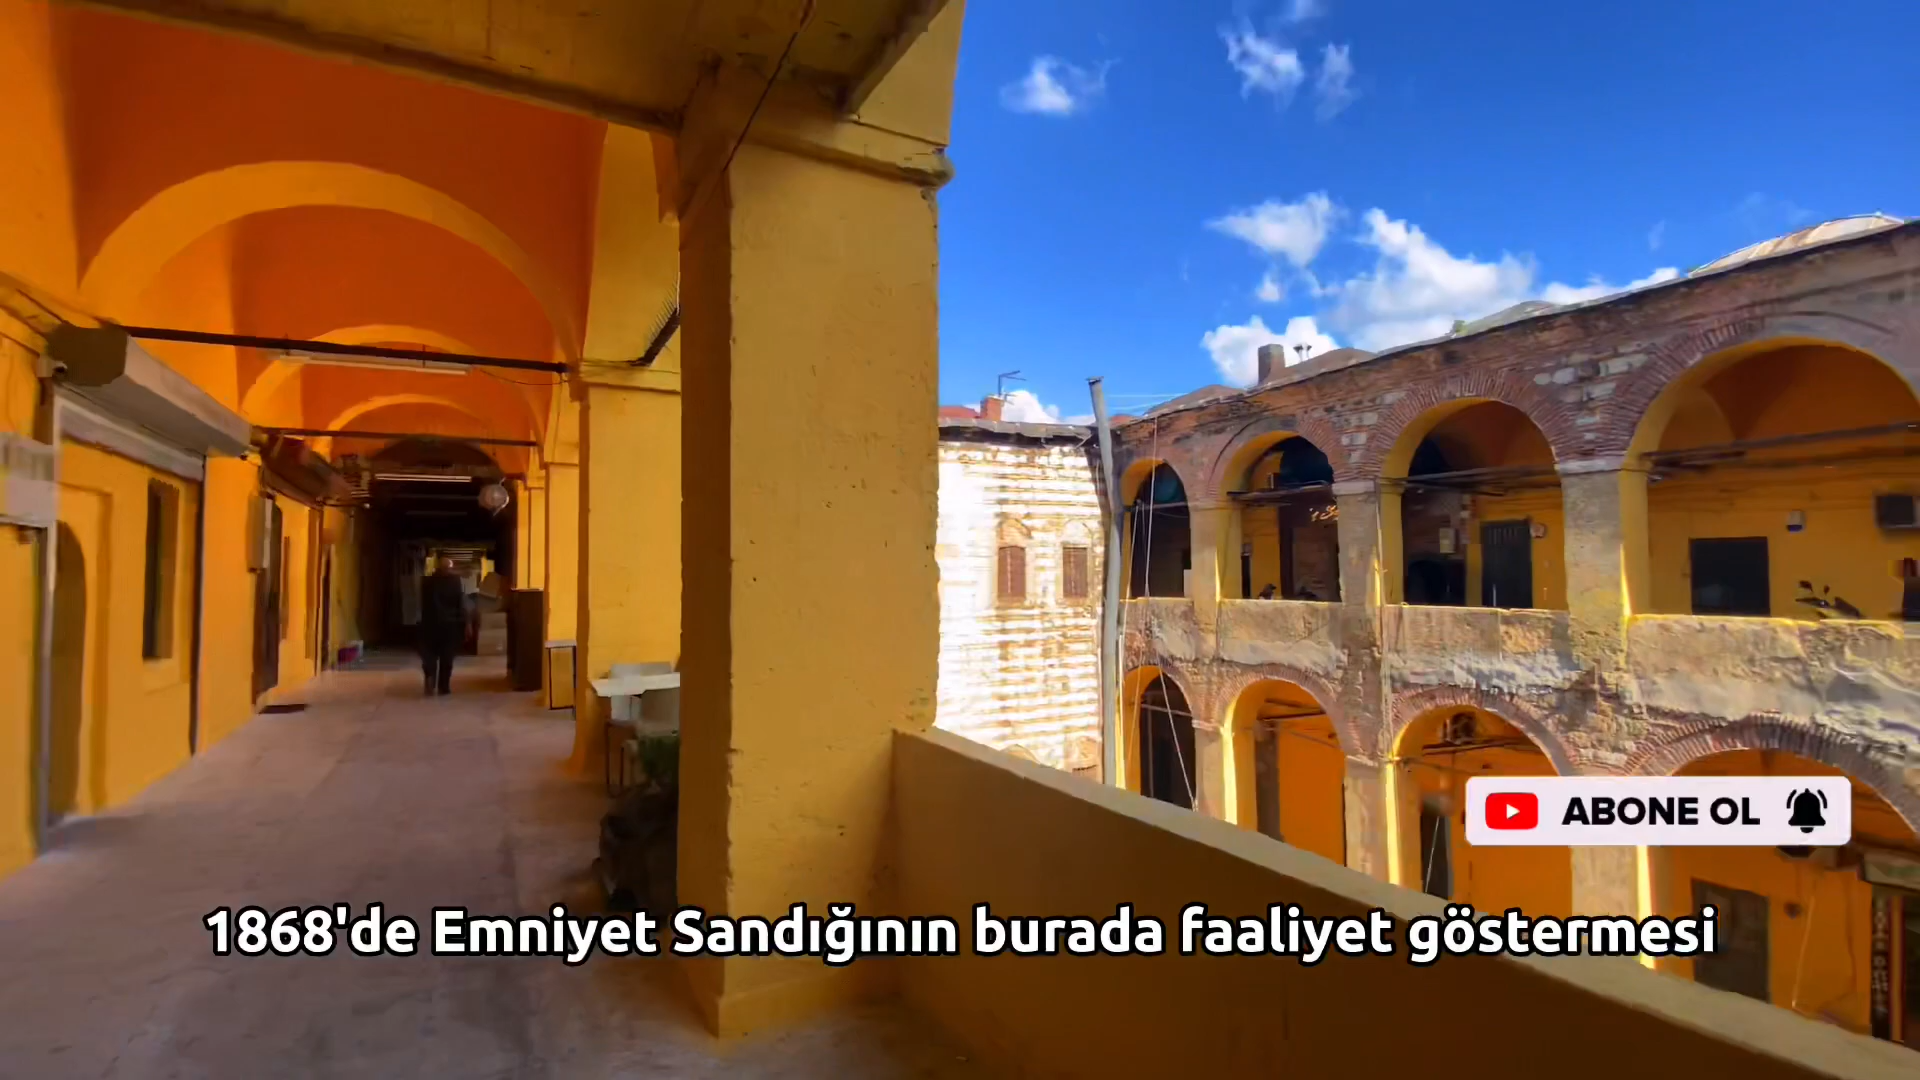 ABONE OL
1868'de Emniyet Sandığının burada faaliyet göstermesi